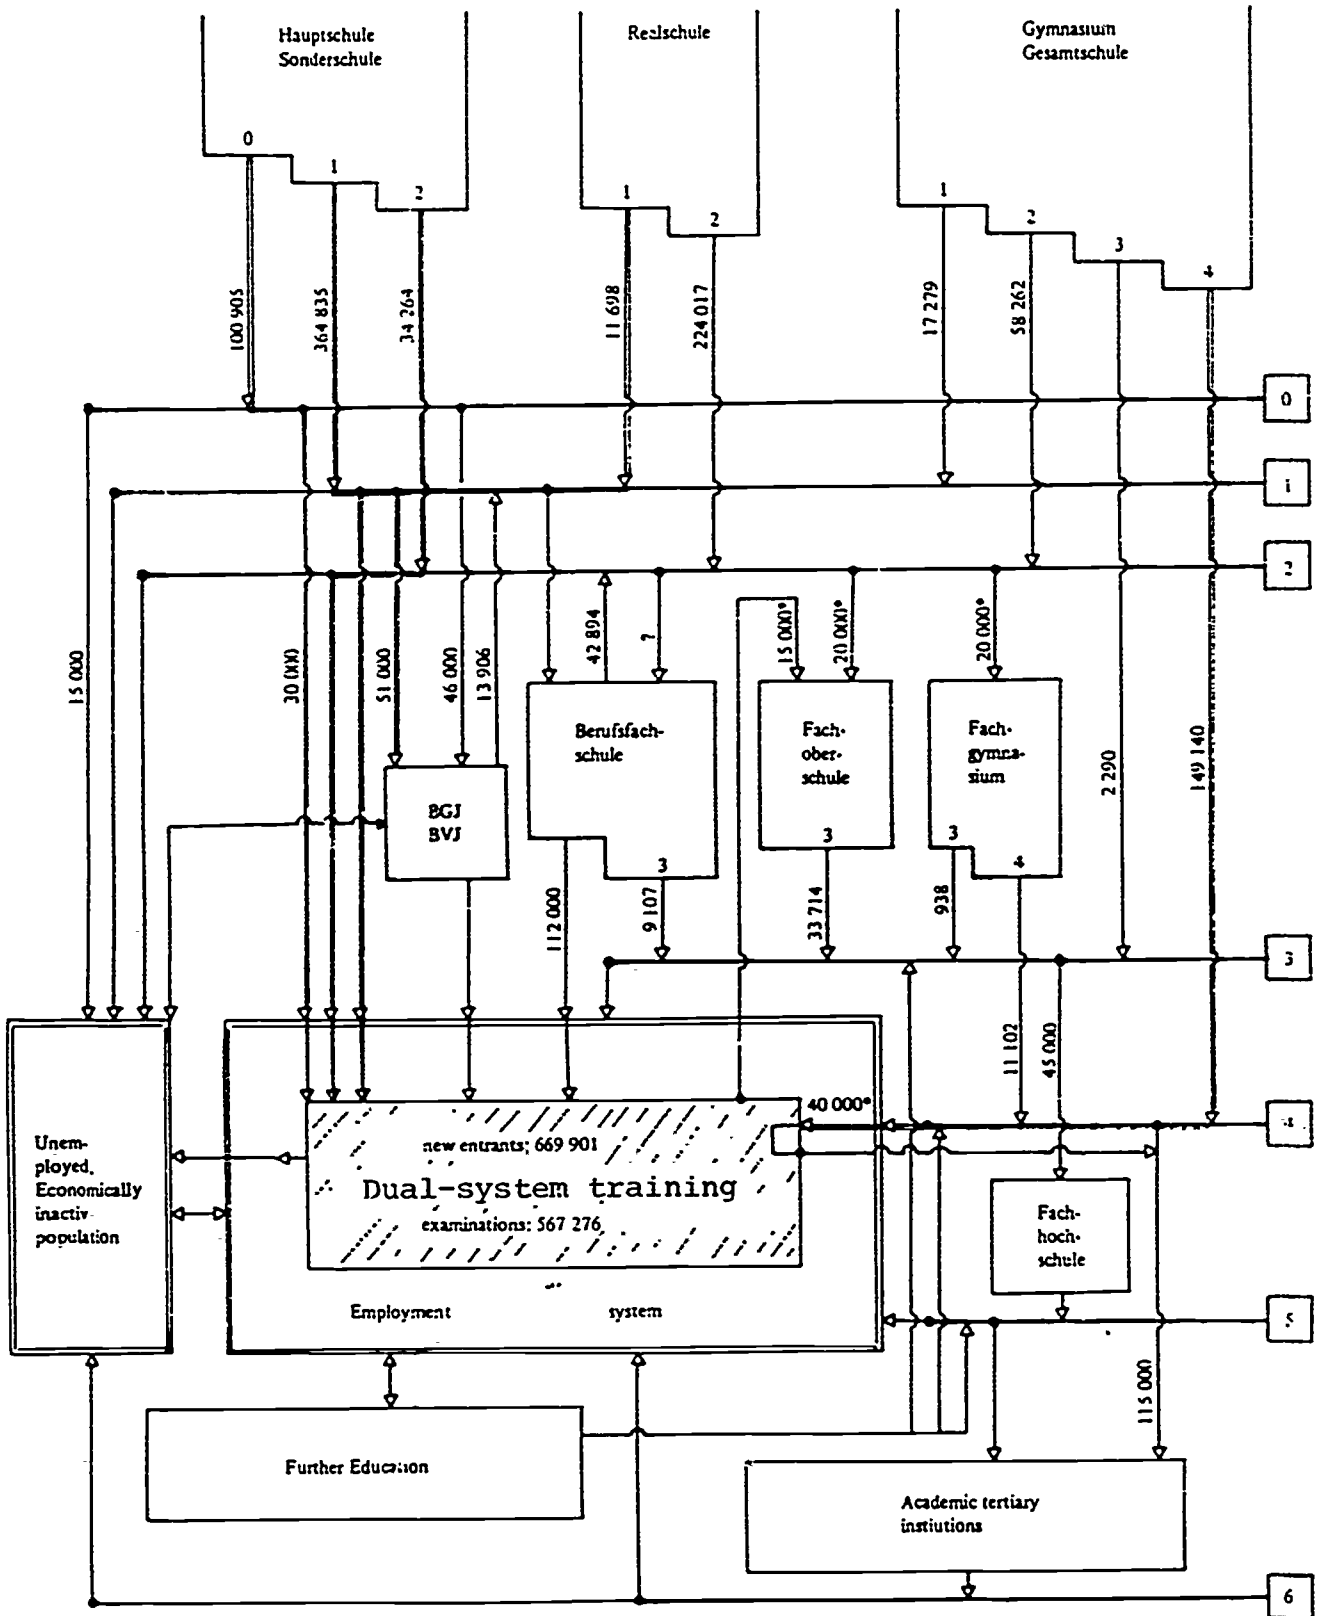 Hauptschule
Sonderschule
Realschule
Gymnasium
Gesamtschule
0
1
2
1
2
1
2
3
4
100 905
364 835
34 264
11 698
224 017
17 279
58 262
0
1
2
15 000
30 000
51 000
46 000
13 906
42 894
?
15 000*
20 000*
20 000*
2 290
149 140
Berufsfach-
schule
Fach-
ober-
schule
Fach-
gymna-
sium
BGJ
BVJ
3
3
3
4
112 000
9 107
33 714
938
3
11 102
45 000
40 000*
4
Unem-
ployed,
Economically
inactiv
population
new entrants; 669 901
Dual-system training
examinations: 567 276
Employment system
Fach-
hoch-
schule
5
115 000
Further Education
Academic tertiary
instiutions
6